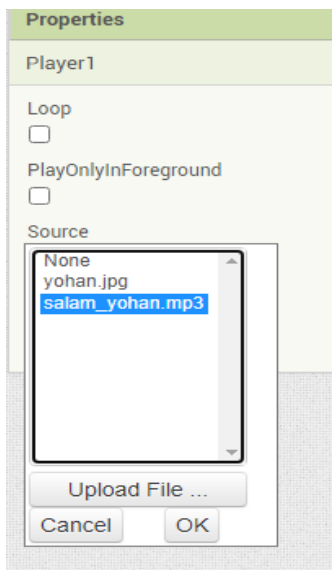 Properties
Player1
Loop
PlayOnlyInForeground
Source
None
yohan.jpg
salam_yohan.mp3
Upload File ...
Cancel OK